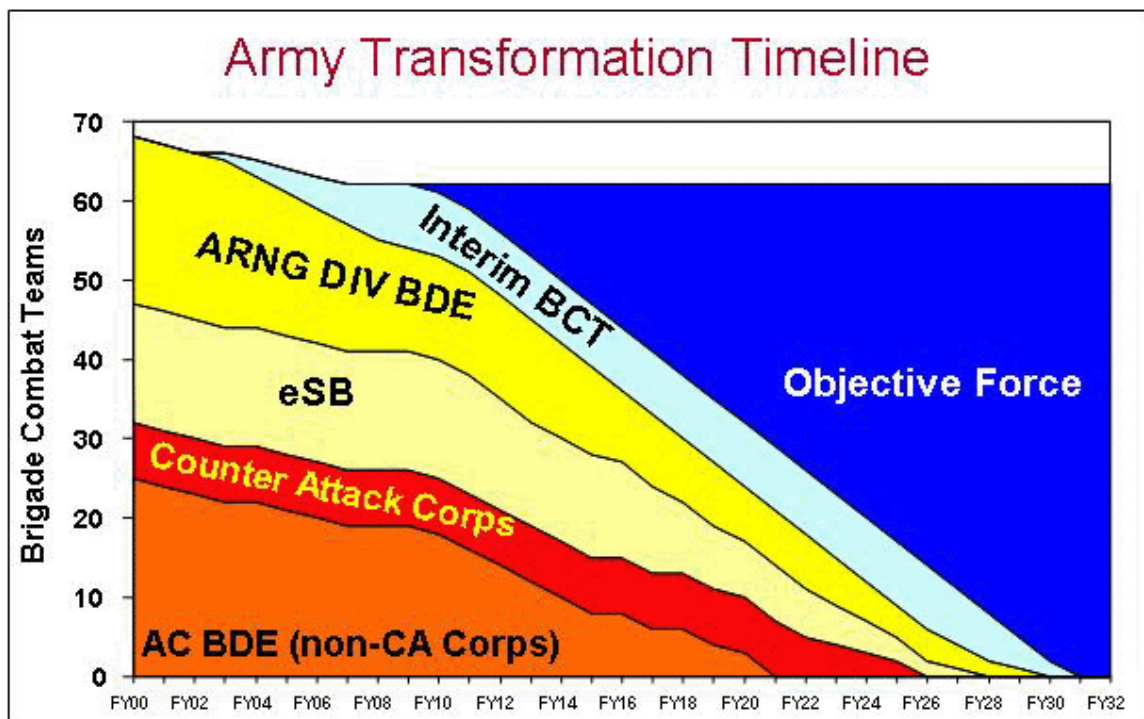 Army Transformation Timeline
Brigade Combat Teams
70
60
50
40
30
20
10
0
ARNG DIV BDE
Interim BCT
eSB
Objective Force
Counter Attack Corps
AC BDE (non-CA Corps)
FY00 FY02 FY04 FY06 FY08 FY10 FY12 FY14 FY16 FY18 FY20 FY22 FY24 FY26 FY28 FY30 FY32